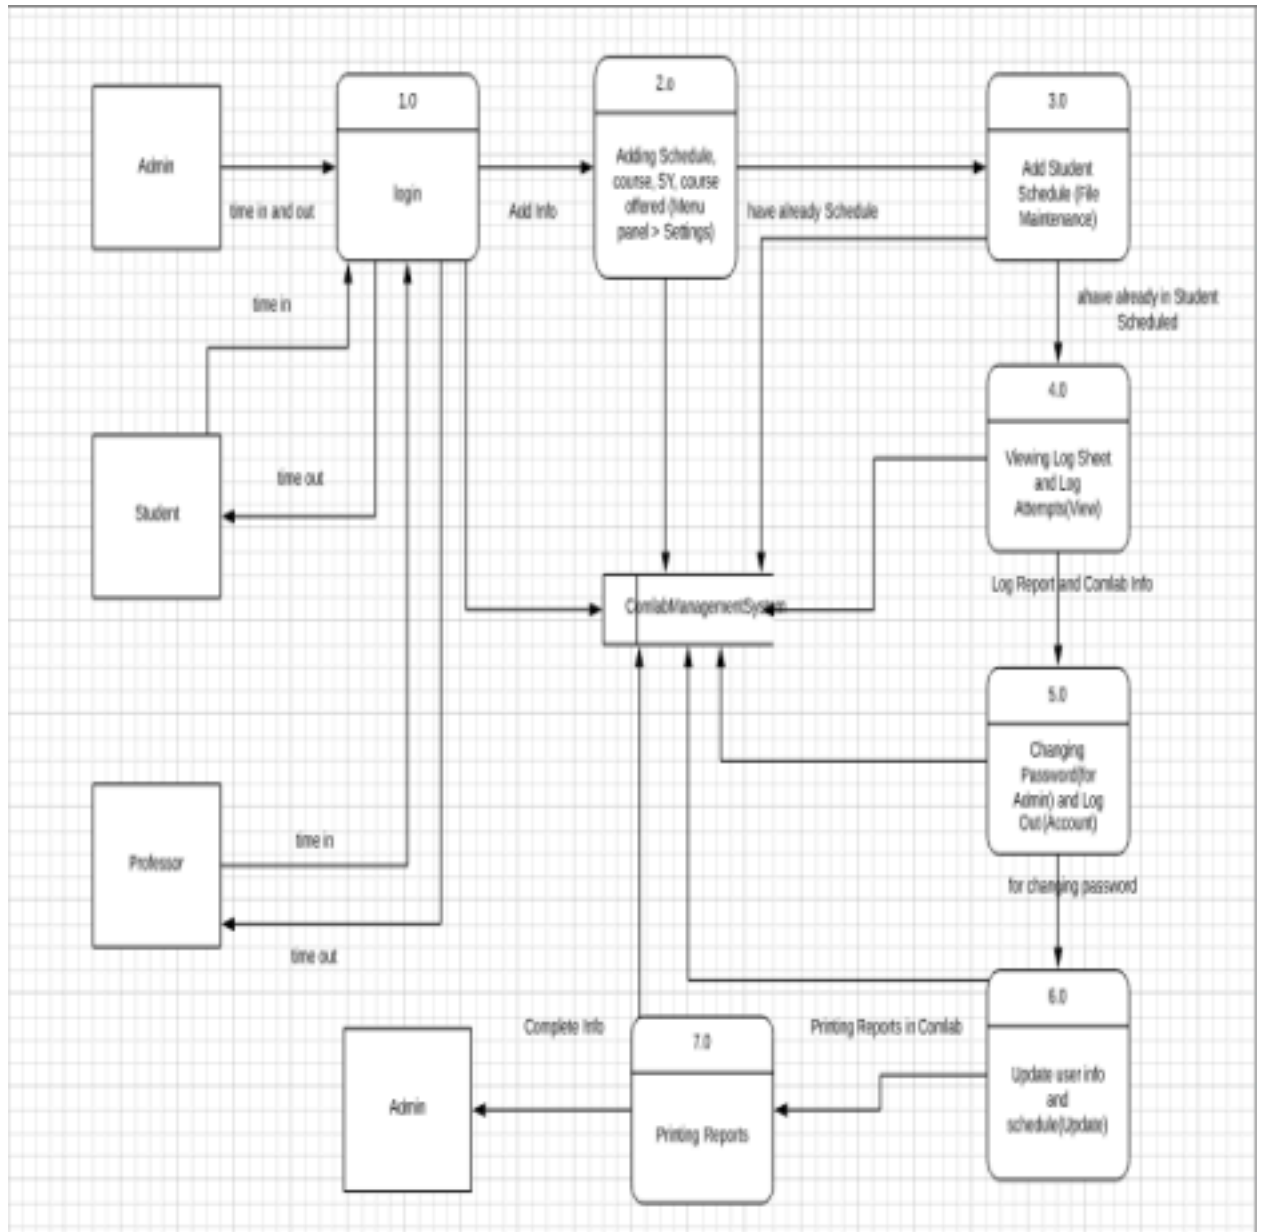 1.0
2.0
3.0
Admin
login
Adding Schedule,
course, SY, course
offered (Menu
panel > Settings)
Add Student
Schedule (File
Maintenance)
time in and out
Add Info
have already Schedule
time in
ahave already in Student
Scheduled
4.0
Viewing Log Sheet
and Log
Attempts(View)
time out
Student
Log Report and Comlab Info
ComlabManagementSystem
5.0
Changing
Password(for
Admin) and Log
Out (Account)
time in
Professor
for changing password
time out
6.0
Update user info
and
schedule(Update)
Complete Info
Printing Reports in Comlab
7.0
Printing Reports
Admin